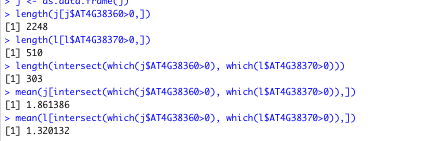 > j <- as.data.frame(j)
> length(j[j$AT4G38360>0,])
[1] 2248
> length(l[l$AT4G38370>0,])
[1] 510
> length(intersect(which(j$AT4G38360>0), which(l$AT4G38370>0)))
[1] 303
> mean(j[intersect(which(j$AT4G38360>0), which(l$AT4G38370>0)),])
[1] 1.861386
> mean(l[intersect(which(j$AT4G38360>0), which(l$AT4G38370>0)),])
[1] 1.320132